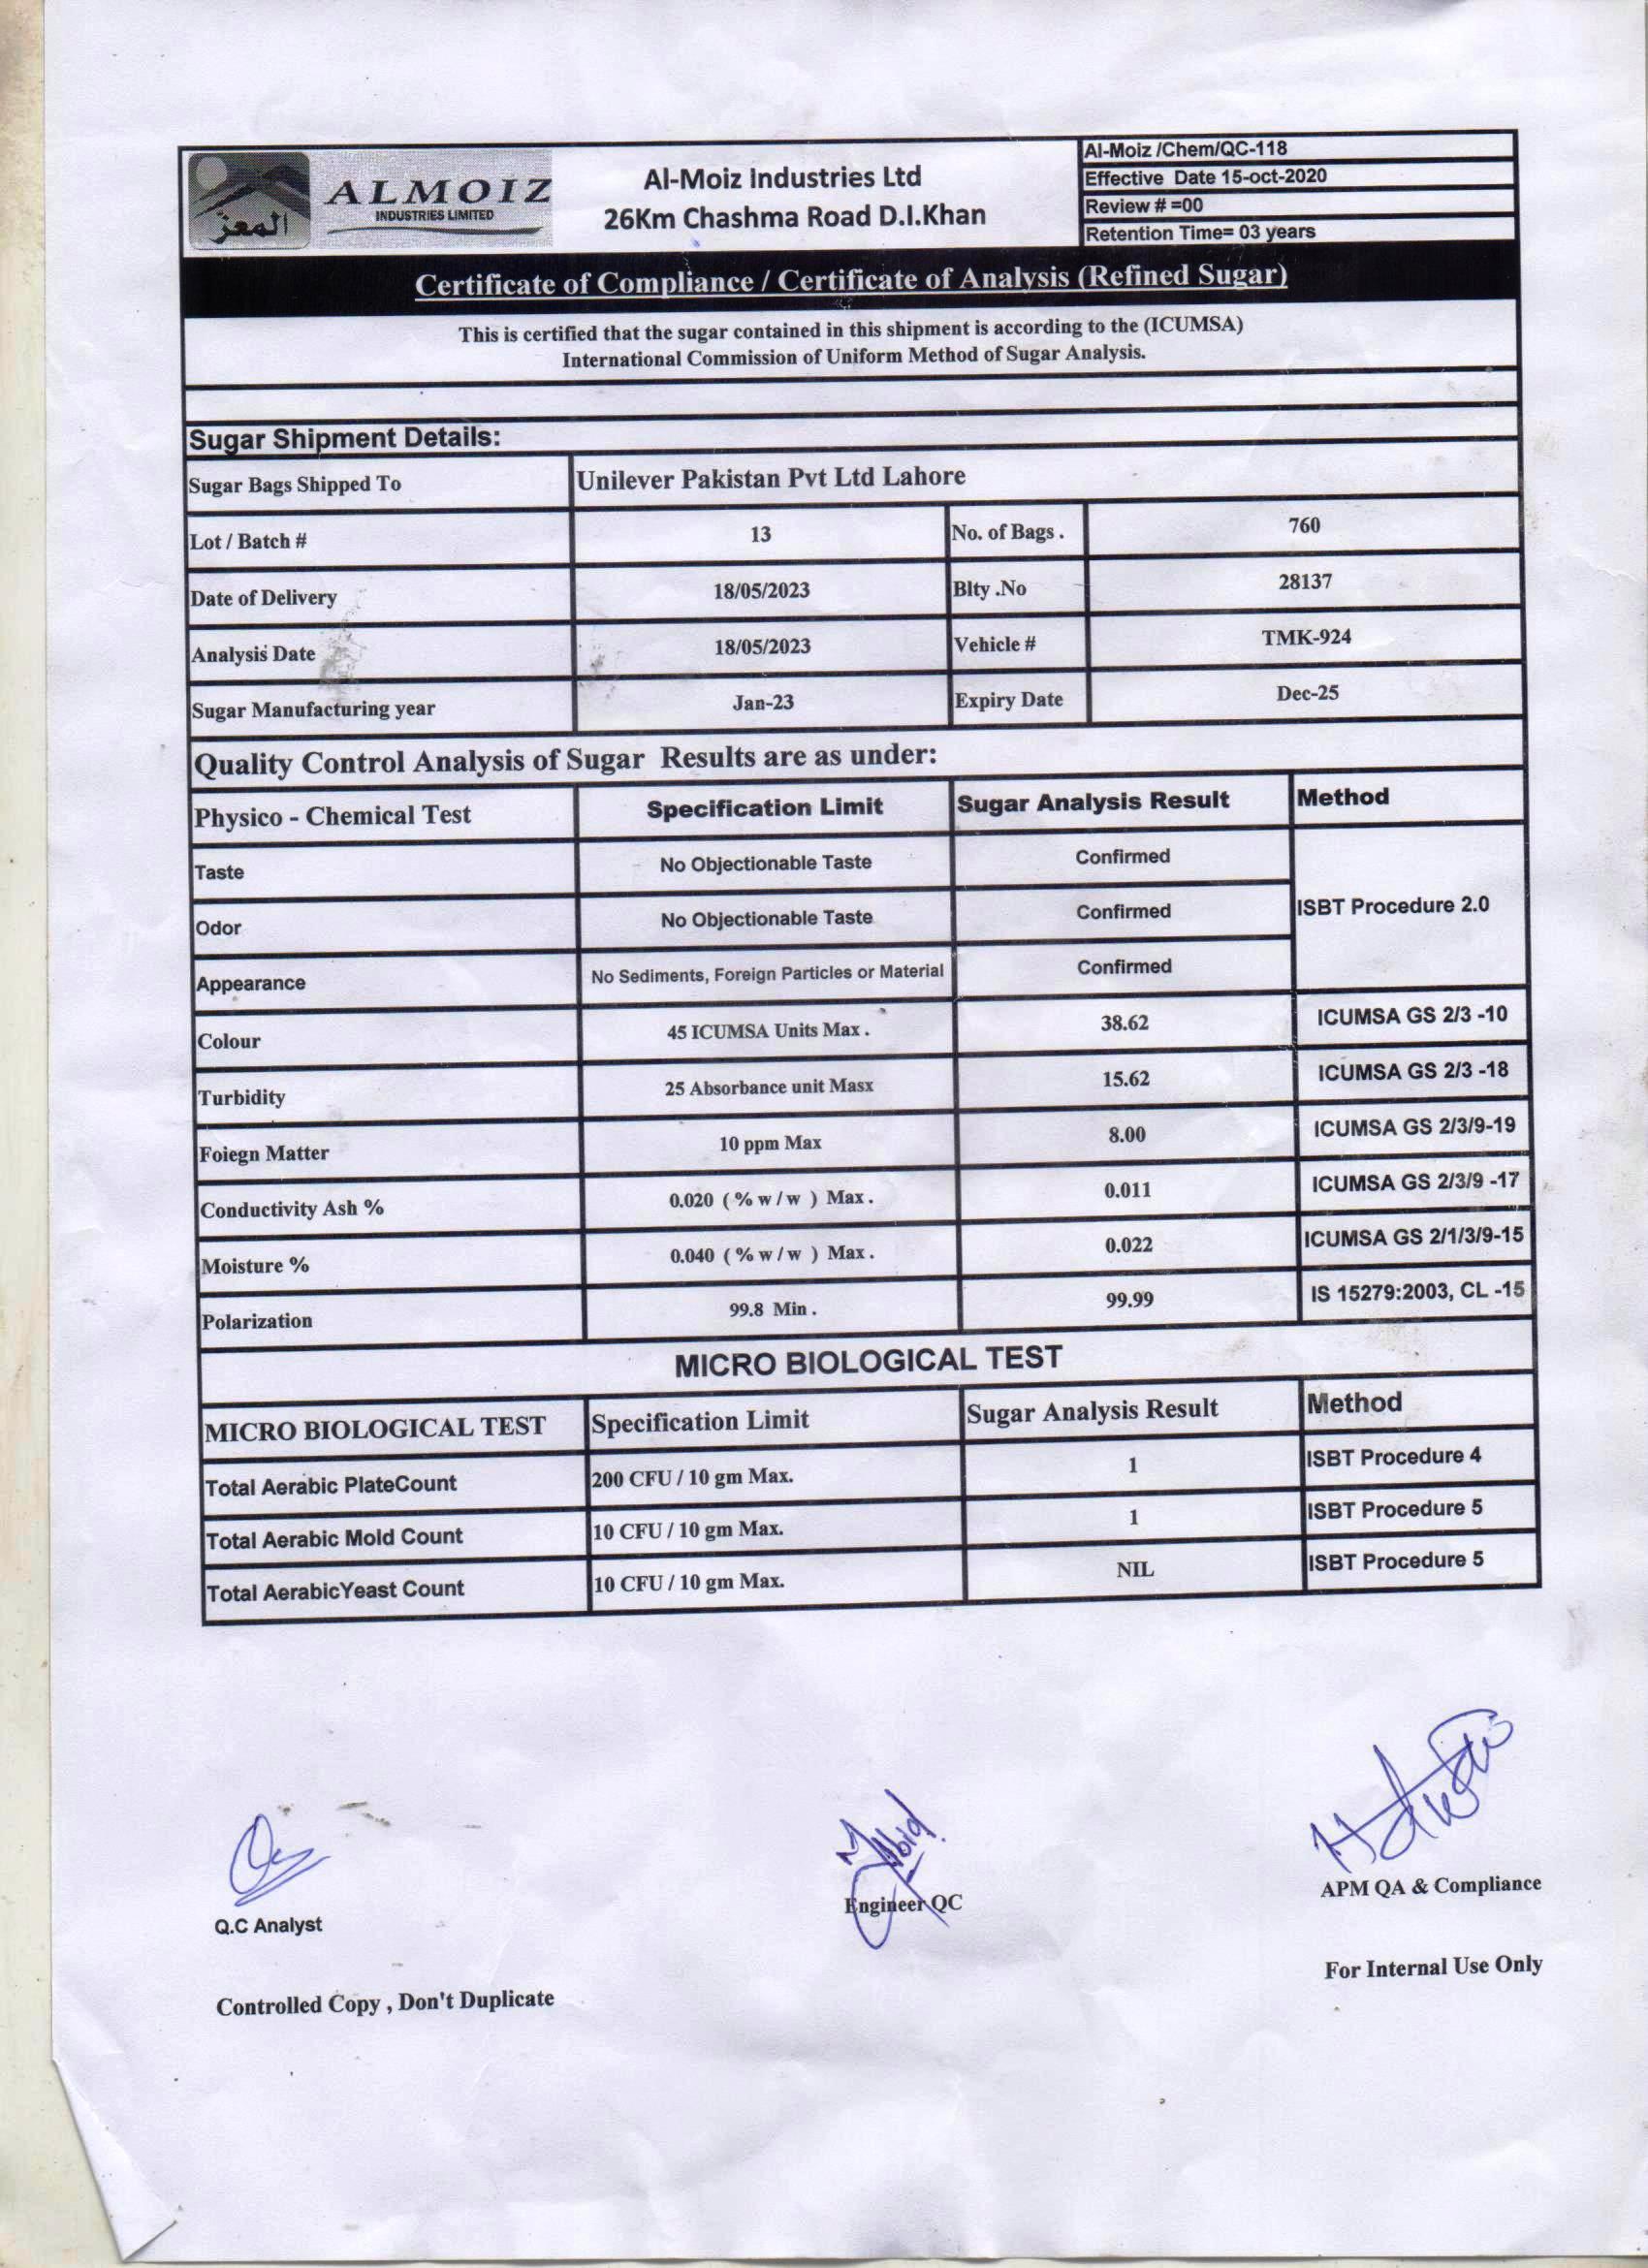 المعز
ALMOIZ
INDUSTRIES LIMITED
Al-Moiz Industries Ltd
26Km Chashma Road D.I.Khan
Al-Moiz /Chem/QC-118
Effective Date 15-oct-2020
Review # =00
Retention Time= 03 years
Certificate of Compliance / Certificate of Analysis (Refined Sugar)
This is certified that the sugar contained in this shipment is according to the (ICUMSA)
International Commission of Uniform Method of Sugar Analysis.
Sugar Shipment Details:
Sugar Bags Shipped To Unilever Pakistan Pvt Ltd Lahore
Lot / Batch # 13 No. of Bags . 760
Date of Delivery 18/05/2023 Blty .No 28137
Analysis Date 18/05/2023 Vehicle # TMK-924
Sugar Manufacturing year Jan-23 Expiry Date Dec-25
Quality Control Analysis of Sugar Results are as under:
Physico - Chemical Test Specification Limit Sugar Analysis Result Method
Taste No Objectionable Taste Confirmed
Odor No Objectionable Taste Confirmed ISBT Procedure 2.0
Appearance No Sediments, Foreign Particles or Material Confirmed
Colour 45 ICUMSA Units Max . 38.62 ICUMSA GS 2/3 -10
Turbidity 25 Absorbance unit Masx 15.62 ICUMSA GS 2/3 -18
Foiegn Matter 10 ppm Max 8.00 ICUMSA GS 2/3/9-19
Conductivity Ash % 0.020 ( % w / w ) Max . 0.011 ICUMSA GS 2/3/9 -17
Moisture % 0.040 ( % w / w ) Max . 0.022 ICUMSA GS 2/1/3/9-15
Polarization 99.8 Min . 99.99 IS 15279:2003, CL -15
MICRO BIOLOGICAL TEST
MICRO BIOLOGICAL TEST Specification Limit Sugar Analysis Result Method
Total Aerabic PlateCount 200 CFU / 10 gm Max. 1 ISBT Procedure 4
Total Aerabic Mold Count 10 CFU / 10 gm Max. 1 ISBT Procedure 5
Total AerabicYeast Count 10 CFU / 10 gm Max. NIL ISBT Procedure 5
M Abid
Q.C Analyst Engineer QC APM QA & Compliance
Controlled Copy , Don't Duplicate For Internal Use Only